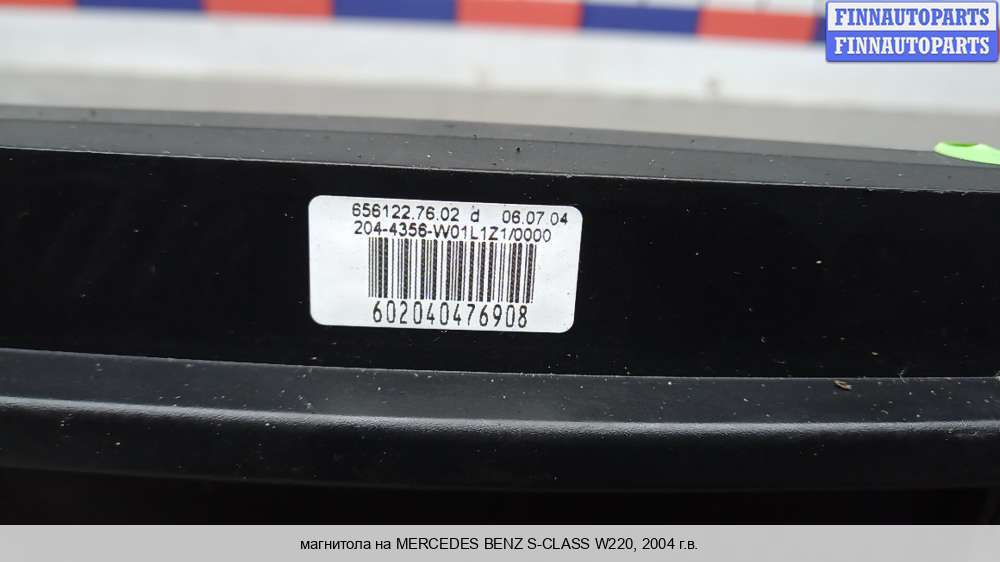 FINNAUTOPARTS
FINNAUTOPARTS
656122.76.02 d 06.07.04
204-4356-W01L1Z1/0000
602040476908
магнитола на MERCEDES BENZ S-CLASS W220, 2004 г.в.